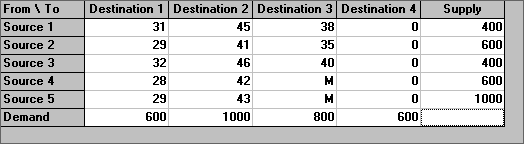 From \ To Destination 1 Destination 2 Destination 3 Destination 4 Supply
Source 1 31 45 38 0 400
Source 2 29 41 35 0 600
Source 3 32 46 40 0 400
Source 4 28 42 M 0 600
Source 5 29 43 M 0 1000
Demand 600 1000 800 600